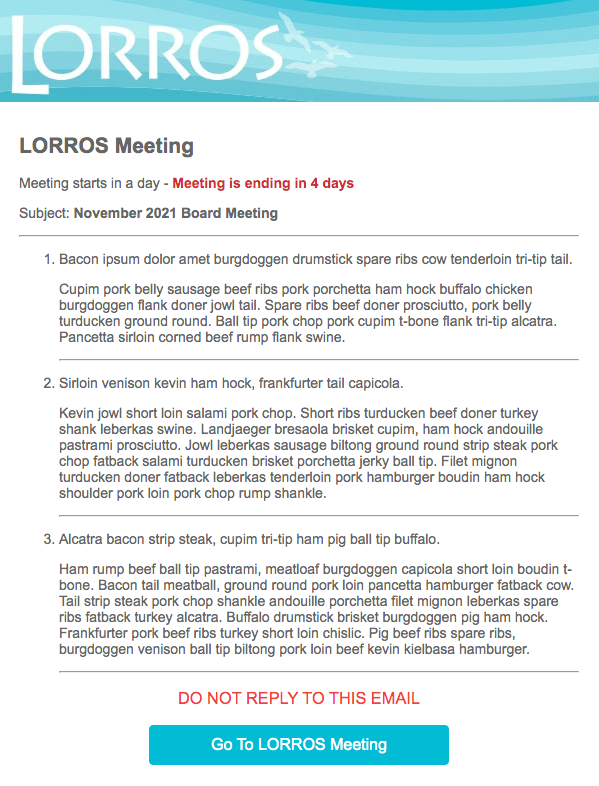 LORROS
LORROS Meeting
Meeting starts in a day - Meeting is ending in 4 days
Subject: November 2021 Board Meeting
1. Bacon ipsum dolor amet burgdoggen drumstick spare ribs cow tenderloin tri-tip tail.
Cupim pork belly sausage beef ribs pork porchetta ham hock buffalo chicken
burgdoggen flank doner jowl tail. Spare ribs beef doner prosciutto, pork belly
turducken ground round. Ball tip pork chop pork cupim t-bone flank tri-tip alcatra.
Pancetta sirloin corned beef rump flank swine.
2. Sirloin venison kevin ham hock, frankfurter tail capicola.
Kevin jowl short loin salami pork chop. Short ribs turducken beef doner turkey
shank leberkas swine. Landjaeger bresaola brisket cupim, ham hock andouille
pastrami prosciutto. Jowl leberkas sausage biltong ground round strip steak pork
chop fatback salami turducken brisket porchetta jerky ball tip. Filet mignon
turducken doner fatback leberkas tenderloin pork hamburger boudin ham hock
shoulder pork loin pork chop rump shankle.
3. Alcatra bacon strip steak, cupim tri-tip ham pig ball tip buffalo.
Ham rump beef ball tip pastrami, meatloaf burgdoggen capicola short loin boudin t-
bone. Bacon tail meatball, ground round pork loin pancetta hamburger fatback cow.
Tail strip steak pork chop shankle andouille porchetta filet mignon leberkas spare
ribs fatback turkey alcatra. Buffalo drumstick brisket burgdoggen pig ham hock.
Frankfurter pork beef ribs turkey short loin chislic. Pig beef ribs spare ribs,
burgdoggen venison ball tip biltong pork loin beef kevin kielbasa hamburger.
DO NOT REPLY TO THIS EMAIL
Go To LORROS Meeting